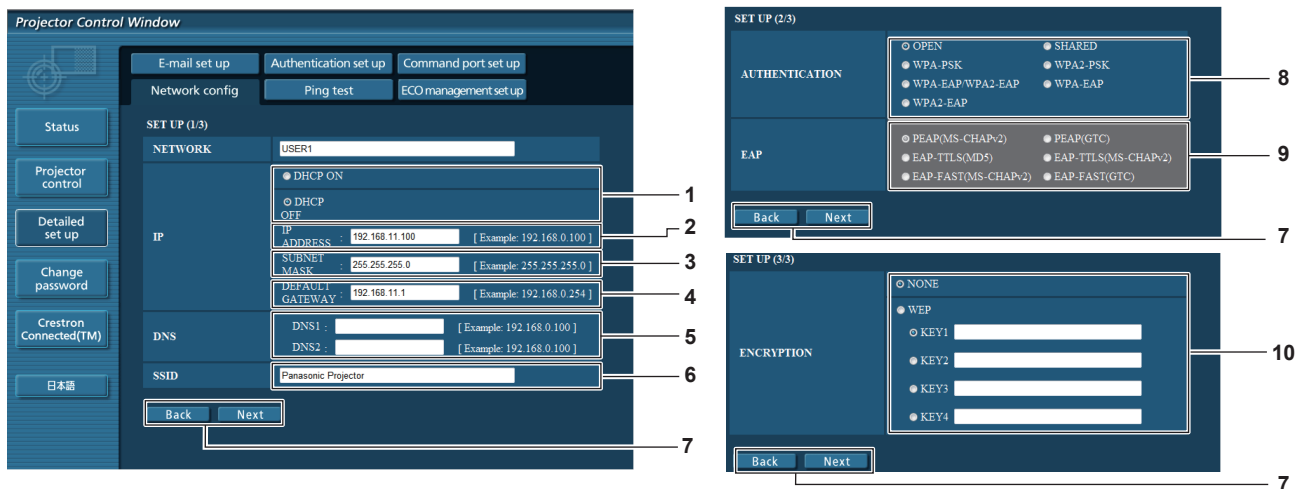 Projector Control Window
E-mail set up
Authentication set up
Command port set up
Network config
Ping test
ECO management set up
Status
Projector
control
Detailed
set up
Change
password
Crestron
Connected(TM)
日本語
SET UP (1/3)
NETWORK
USER1
IP
DHCP ON
DHCP
OFF
1
IP
ADDRESS : 192.168.11.100 [ Example: 192.168.0.100 ]
2
SUBNET
MASK : 255.255.255.0 [ Example: 255.255.255.0 ]
3
DEFAULT
GATEWAY : 192.168.11.1 [ Example: 192.168.0.254 ]
4
DNS
DNS1 : [ Example: 192.168.0.100 ]
DNS2 : [ Example: 192.168.0.100 ]
5
SSID
Panasonic Projector
6
Back Next
7
SET UP (2/3)
AUTHENTICATION
OPEN SHARED
WPA-PSK WPA2-PSK
WPA-EAP/WPA2-EAP WPA-EAP
WPA2-EAP
8
EAP
PEAP(MS-CHAPv2) PEAP(GTC)
EAP-TTLS(MD5) EAP-TTLS(MS-CHAPv2)
EAP-FAST(MS-CHAPv2) EAP-FAST(GTC)
9
Back Next
7
SET UP (3/3)
ENCRYPTION
NONE
WEP
KEY1
KEY2
KEY3
KEY4
10
Back Next
7